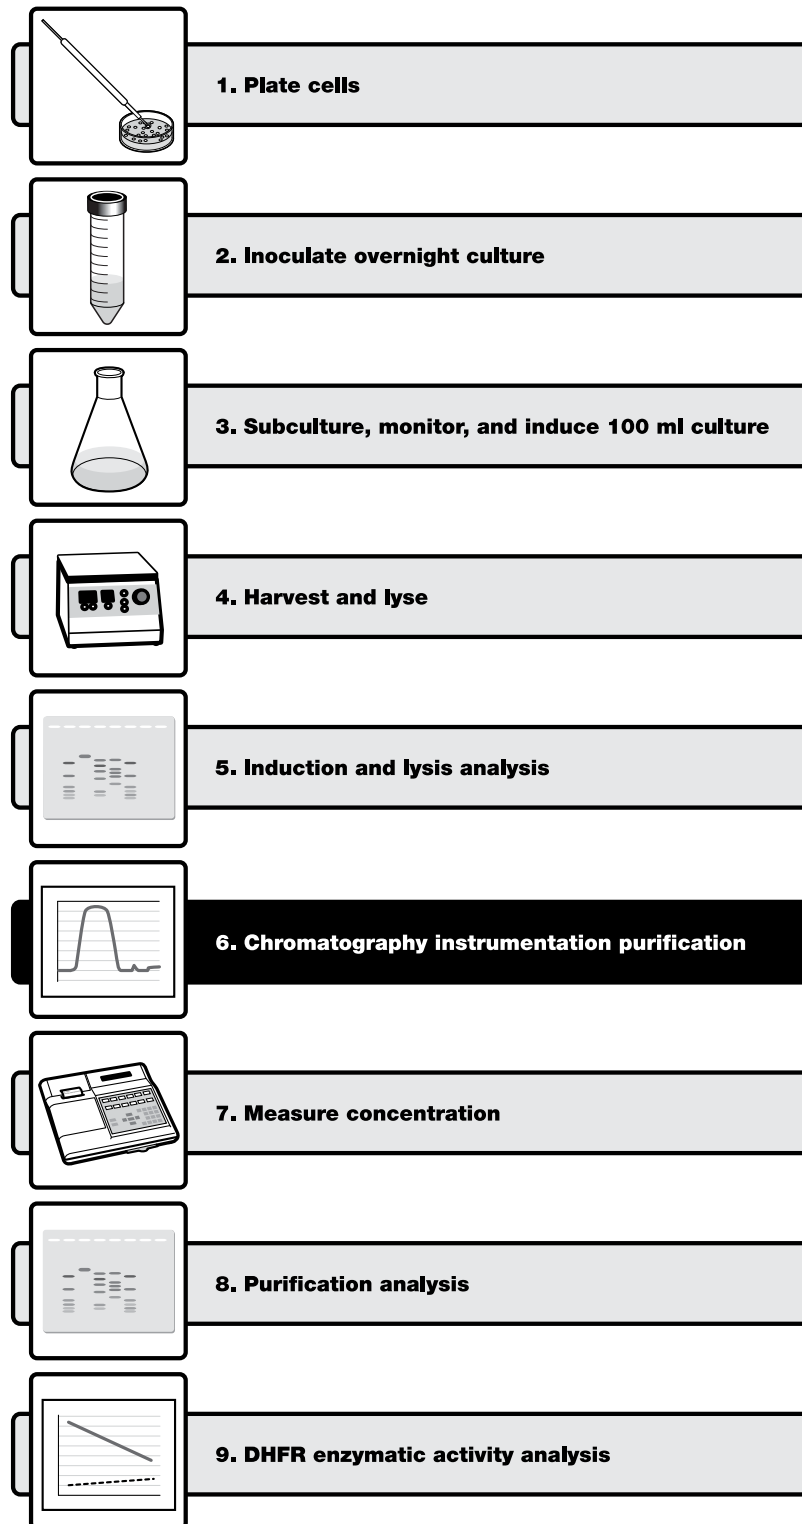 1. Plate cells
2. Inoculate overnight culture
3. Subculture, monitor, and induce 100 ml culture
4. Harvest and lyse
5. Induction and lysis analysis
6. Chromatography instrumentation purification
7. Measure concentration
8. Purification analysis
9. DHFR enzymatic activity analysis